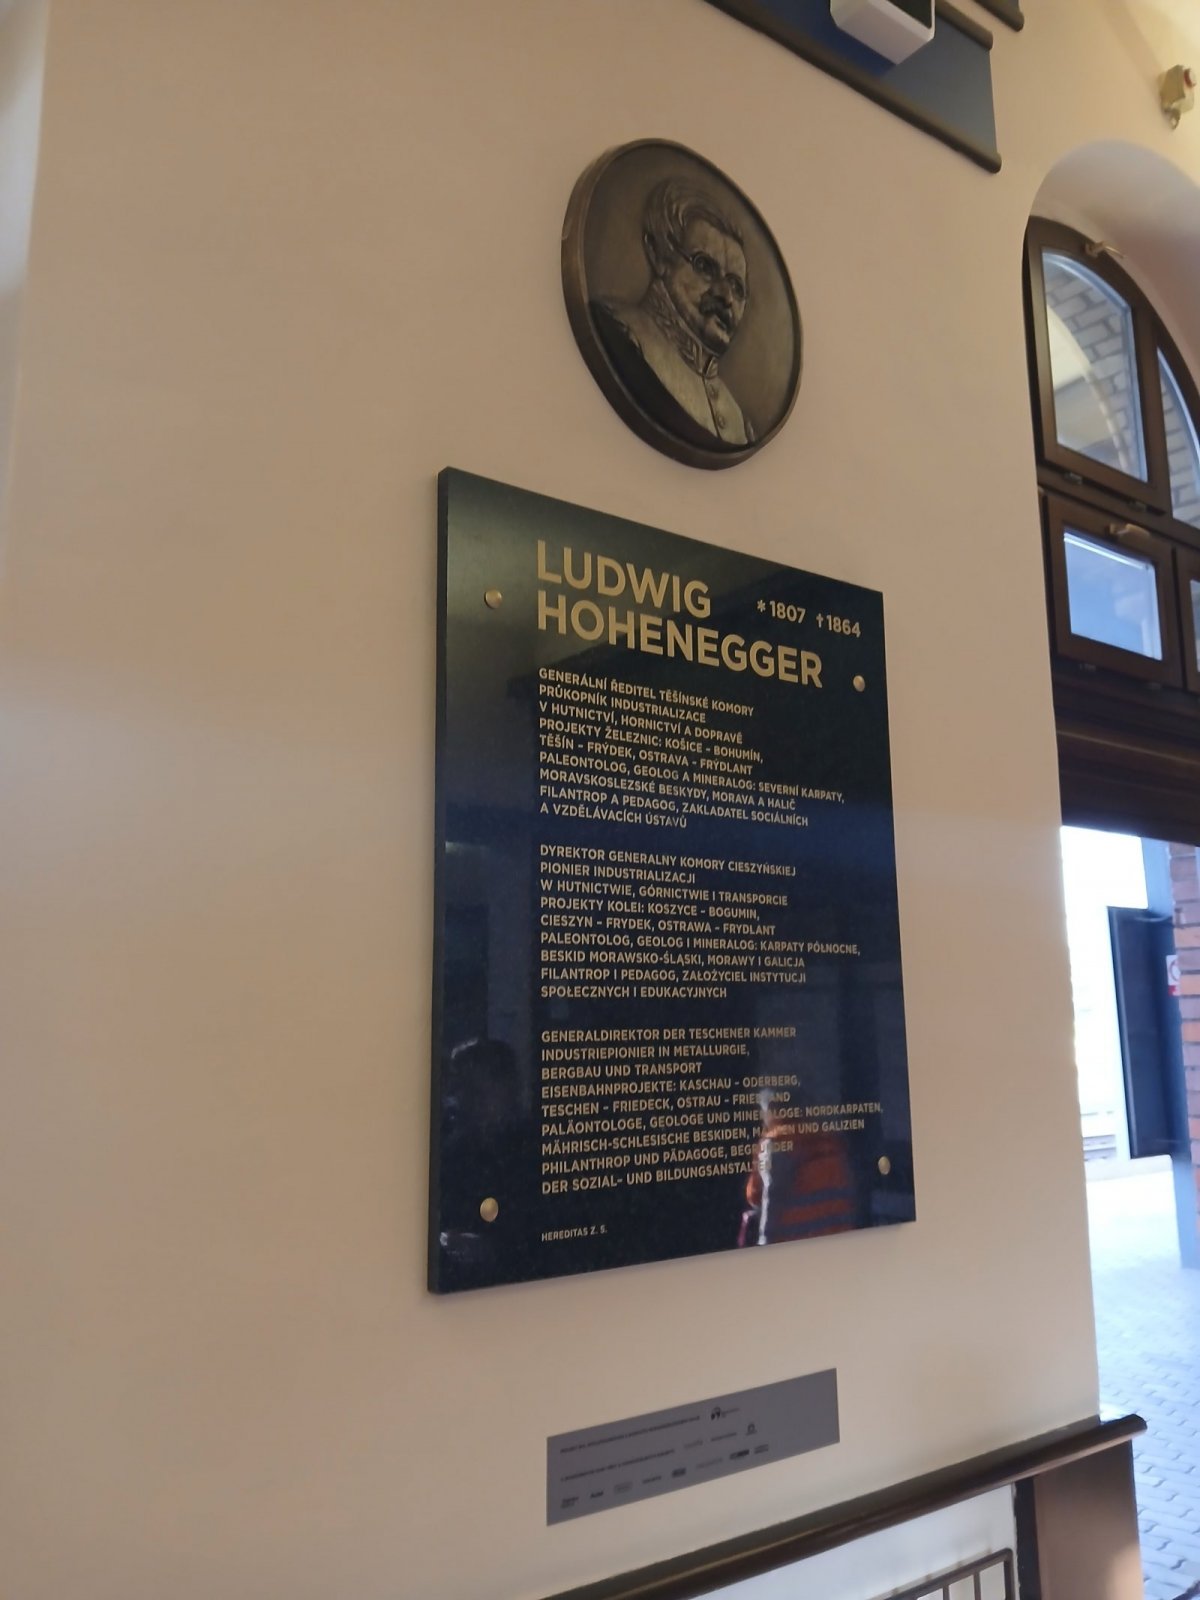 LUDWIG
HOHENEGGER
* 1807 † 1864
GENERÁLNÍ ŘEDITEL TĚŠÍNSKÉ KOMORY
PRŮKOPNÍK INDUSTRIALIZACE
V HUTNICTVÍ, HORNICTVÍ A DOPRAVĚ
PROJEKTY ŽELEZNIC: KOŠICE – BOHUMÍN,
TĚŠÍN – FRÝDEK, OSTRAVA – FRÝDLANT
PALEONTOLOG, GEOLOG A MINERALOG: SEVERNÍ KARPATY,
MORAVSKOSLEZSKÉ BESKYDY, MORAVA A HALIČ
FILANTROP A PEDAGOG, ZAKLADATEL SOCIÁLNÍCH
A VZDĚLÁVACÍCH ÚSTAVŮ
DYREKTOR GENERALNY KOMORY CIESZYŃSKIEJ
PIONIER INDUSTRIALIZACJI
W HUTNICTWIE, GÓRNICTWIE I TRANSPORCIE
PROJEKTY KOLEI: KOSZYCE – BOGUMIN,
CIESZYN – FRYDEK, OSTRAWA – FRYDLANT
PALEONTOLOG, GEOLOG I MINERALOG: KARPATY PÓŁNOCNE,
BESKID MORAWSKO-ŚLĄSKI, MORAWY I GALICJA
FILANTROP I PEDAGOG, ZAŁOŻYCIEL INSTYTUCJI
SPOŁECZNYCH I EDUKACYJNYCH
GENERALDIREKTOR DER TESCHENER KAMMER
INDUSTRIEPIONIER IN METALLURGIE,
BERGBAU UND TRANSPORT
EISENBAHNPROJEKTE: KASCHAU – ODERBERG,
TESCHEN – FRIEDECK, OSTRAU – FRIEDLAND
PALÄONTOLOGE, GEOLOGE UND MINERALOGE: NORDKARPATEN,
MÄHRISCH-SCHLESISCHE BESKIDEN, MÄHREN UND GALIZIEN
PHILANTHROP UND PÄDAGOGE, BEGRÜNDER
DER SOZIAL- UND BILDUNGSANSTALTEN
HEREDITAS Z. S.